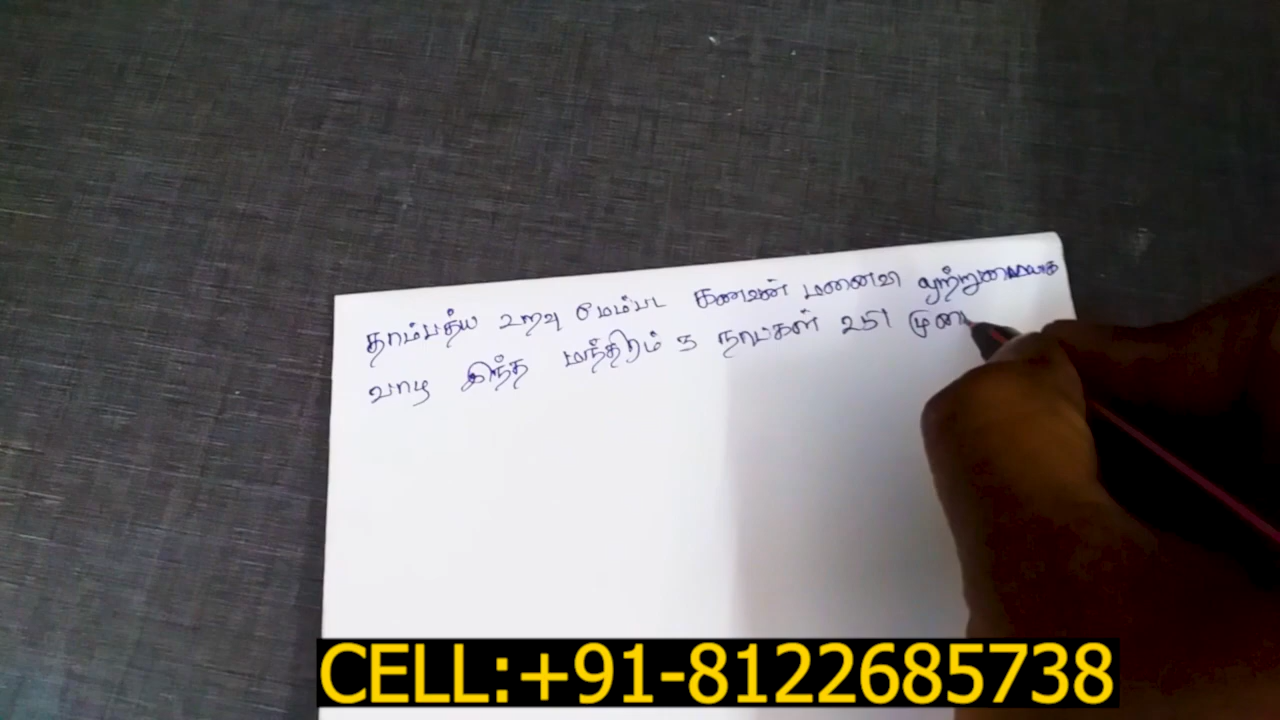 தாம்பத்ய உறவு மேம்பட கணவன் மனைவி ஒற்றுமையாக
வாழ இந்த மந்திரம் 5 நாட்கள் 251 முறை
CELL:+91-8122685738